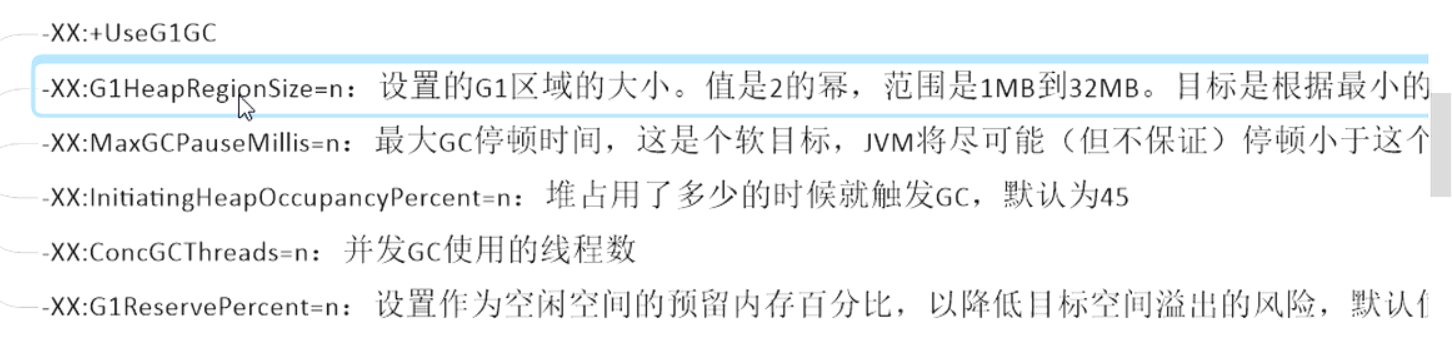 -XX:+UseG1GC
-XX:G1HeapRegionSize=n：设置的G1区域的大小。值是2的幂，范围是1MB到32MB。目标是根据最小的
-XX:MaxGCPauseMillis=n：最大GC停顿时间，这是个软目标，JVM将尽可能（但不保证）停顿小于这个
-XX:InitiatingHeapOccupancyPercent=n：堆占用了多少的时候就触发GC，默认为45
-XX:ConcGCThreads=n：并发GC使用的线程数
-XX:G1ReservePercent=n：设置作为空闲空间的预留内存百分比，以降低目标空间溢出的风险，默认